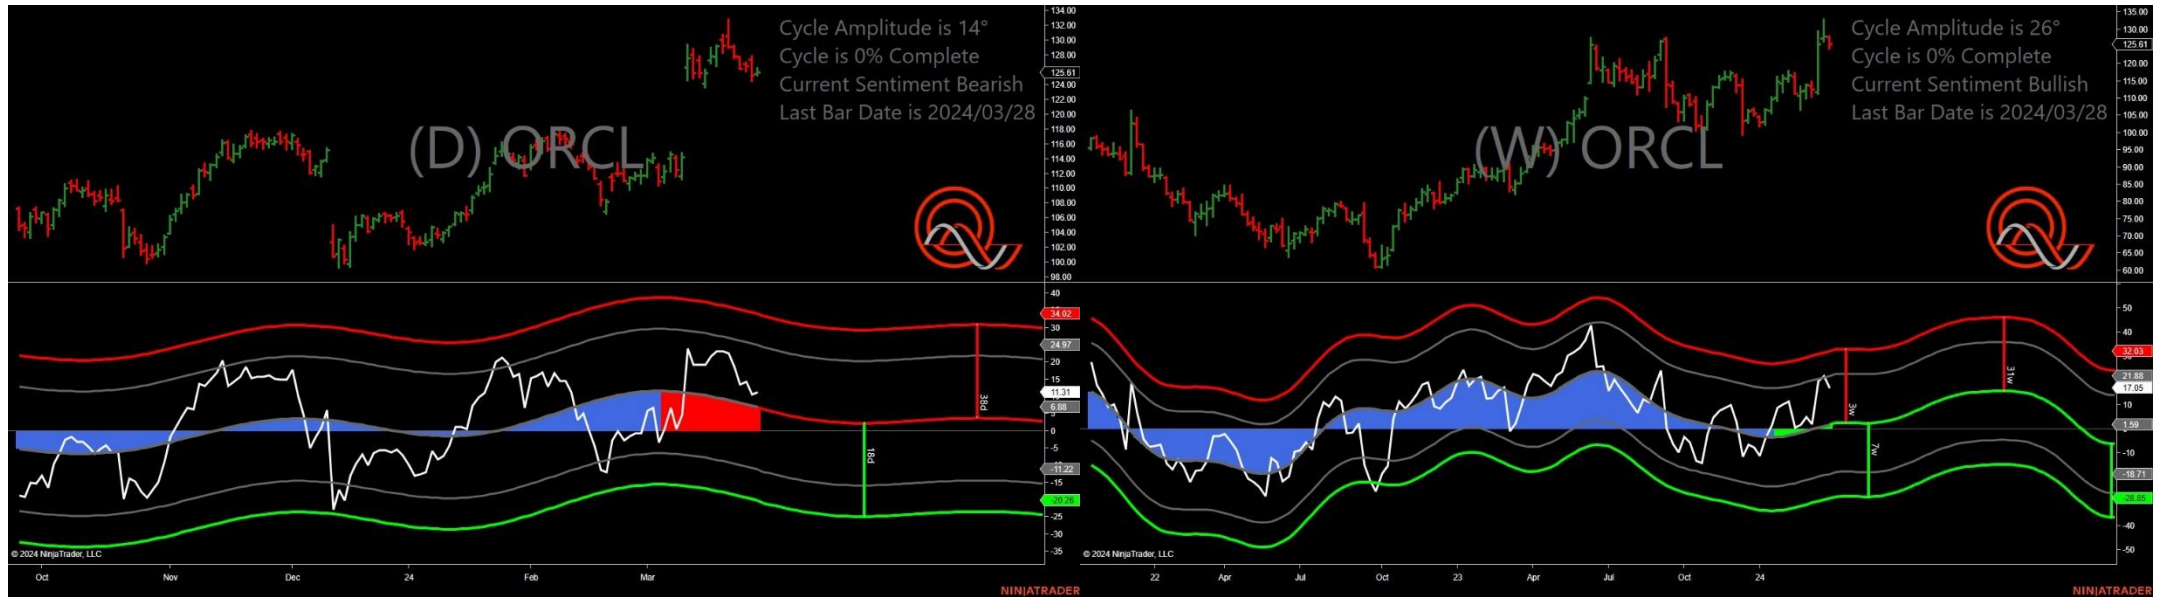 Cycle Amplitude is 14°
Cycle is 0% Complete
Current Sentiment Bearish
Last Bar Date is 2024/03/28
(D) ORCL
134.00
132.00
130.00
128.00
125.61
124.00
122.00
120.00
118.00
116.00
114.00
112.00
110.00
108.00
106.00
104.00
102.00
100.00
98.00
40
34.02
30
24.97
20
15
11.31
6.88
0
-5
-11.22
-15
-20.26
-25
-30
-35
38d
18d
© 2024 NinjaTrader, LLC
Oct
Nov
Dec
24
Feb
Mar
NINJATRADER
Cycle Amplitude is 26°
Cycle is 0% Complete
Current Sentiment Bullish
Last Bar Date is 2024/03/28
(W) ORCL
135.00
130.00
125.61
120.00
115.00
110.00
105.00
100.00
95.00
90.00
85.00
80.00
75.00
70.00
65.00
60.00
50
40
32.03
21.88
17.05
10
1.59
-10
-18.71
-28.85
-40
-50
3w
7w
31w
© 2024 NinjaTrader, LLC
22
Apr
Jul
Oct
23
Apr
Jul
Oct
24
NINJATRADER